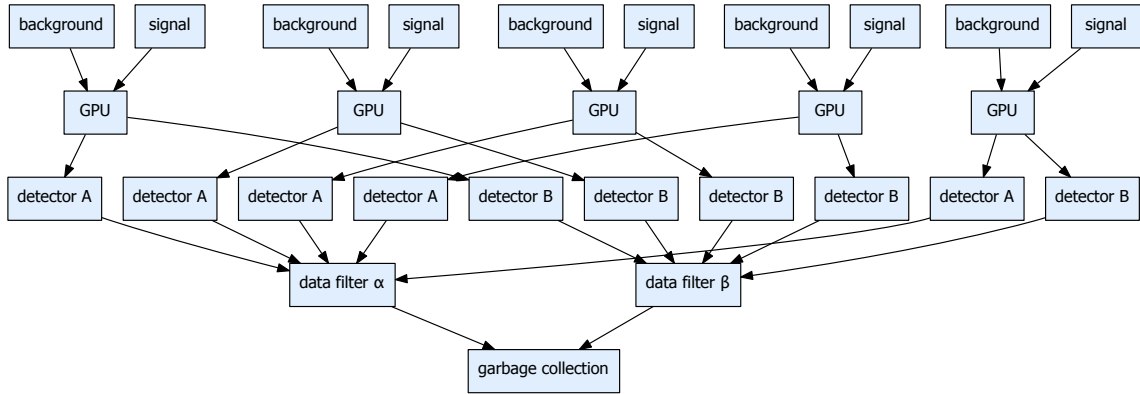 background signal background signal background signal background signal background signal
GPU GPU GPU GPU GPU
detector A detector A detector A detector A detector B detector B detector B detector B detector A detector B
data filter α data filter β
garbage collection